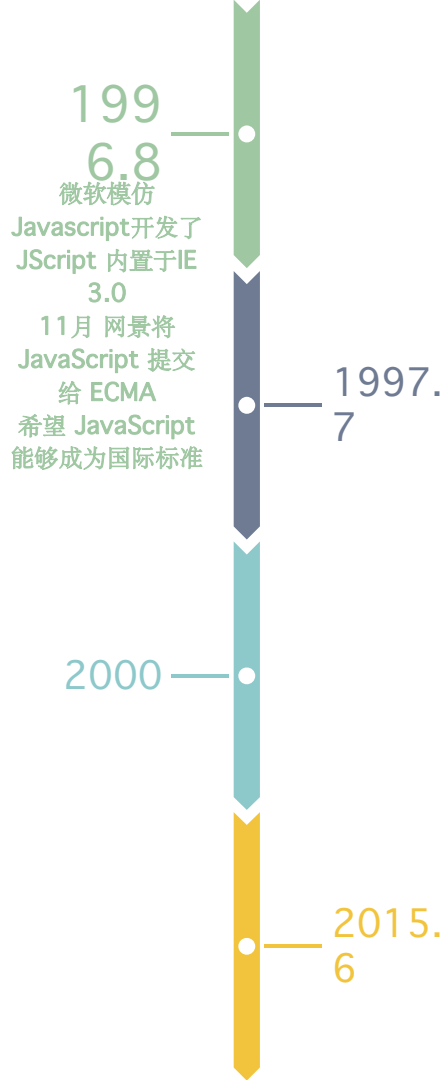 199
6.8
微软模仿
Javascript开发了
JScript 内置于IE
3.0
11月 网景将
JavaScript 提交
给 ECMA
希望 JavaScript
能够成为国际标准
1997.
7
2000
2015.
6